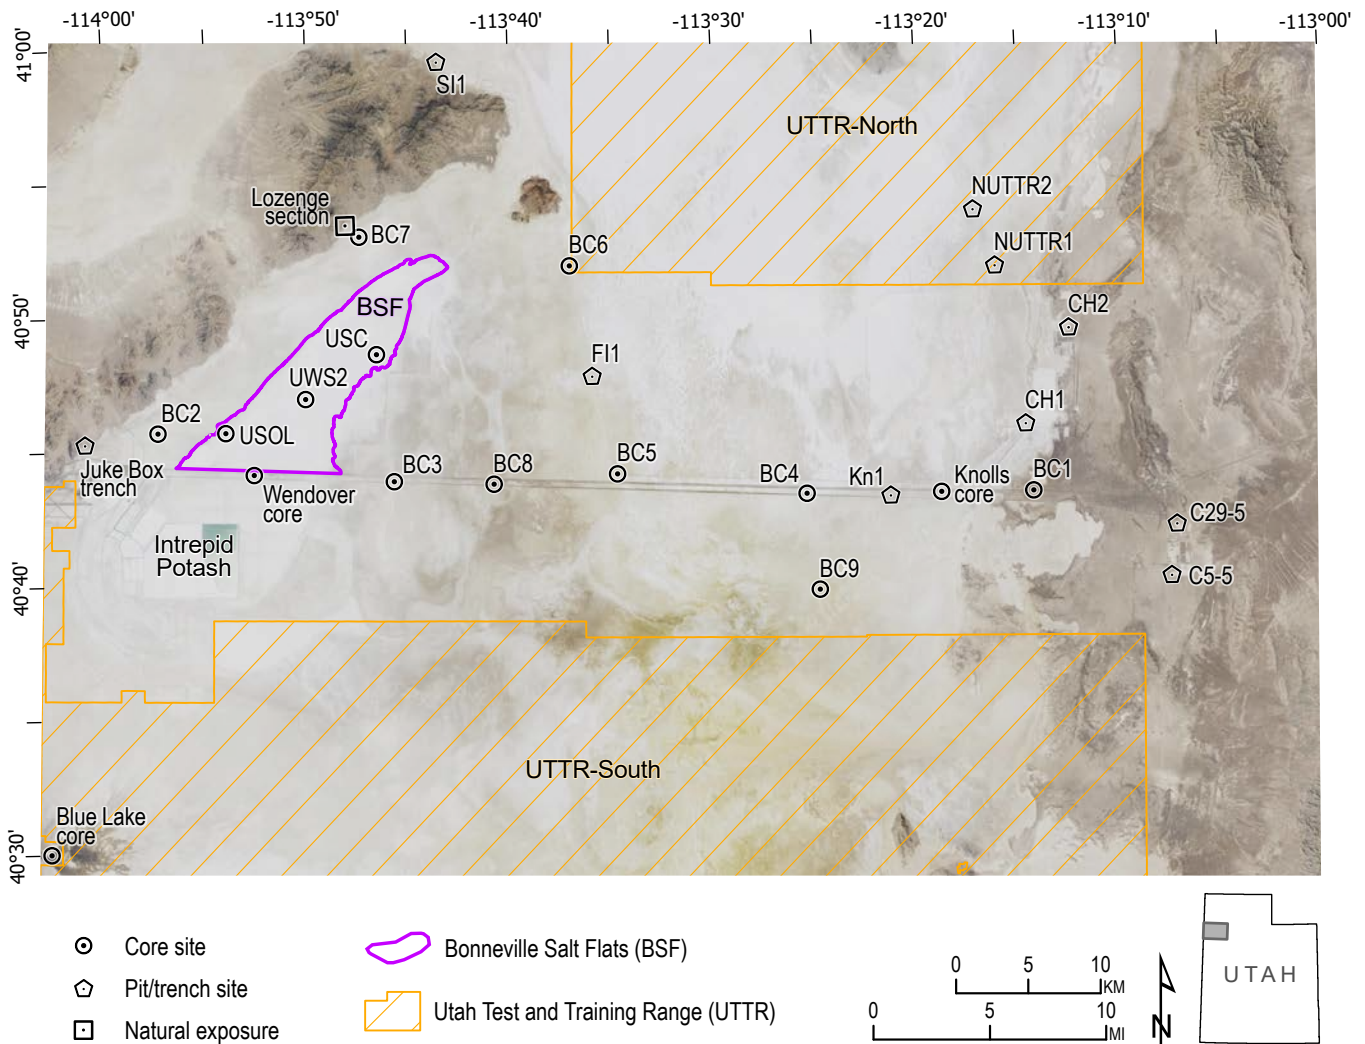 -114°00'
-113°50'
-113°40'
-113°30'
-113°20'
-113°10'
-113°00'
41°00'
SI1
UTTR-North
NUTTR2
Lozenge
section
BC7
NUTTR1
BC6
BSF
CH2
40°50'
USC
FI1
UWS2
CH1
BC2
USOL
Juke Box
trench
BC3
BC8
BC5
BC4
Kn1
Knolls
core
BC1
Wendover
core
C29-5
Intrepid
Potash
BC9
C5-5
40°40'
UTTR-South
Blue Lake
core
40°30'
Core site
Pit/trench site
Natural exposure
Bonneville Salt Flats (BSF)
Utah Test and Training Range (UTTR)
0 5 10
KM
0 5 10
MI
N
UTAH